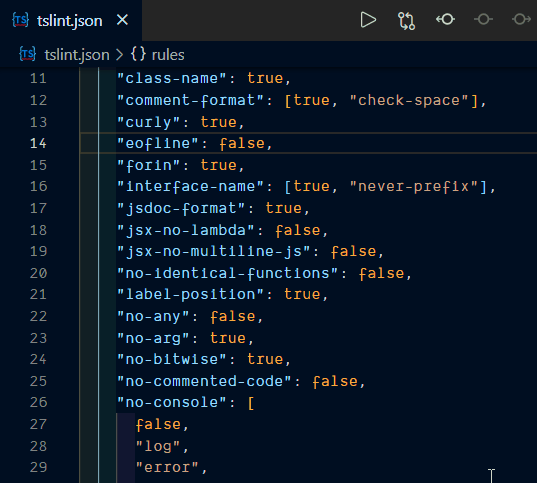 TS tslint.json
TS tslint.json > {} rules
11 "class-name": true,
12 "comment-format": [true, "check-space"],
13 "curly": true,
14 "eofline": false,
15 "forin": true,
16 "interface-name": [true, "never-prefix"],
17 "jsdoc-format": true,
18 "jsx-no-lambda": false,
19 "jsx-no-multiline-js": false,
20 "no-identical-functions": false,
21 "label-position": true,
22 "no-any": false,
23 "no-arg": true,
24 "no-bitwise": true,
25 "no-commented-code": false,
26 "no-console": [
27 false,
28 "log",
29 "error",